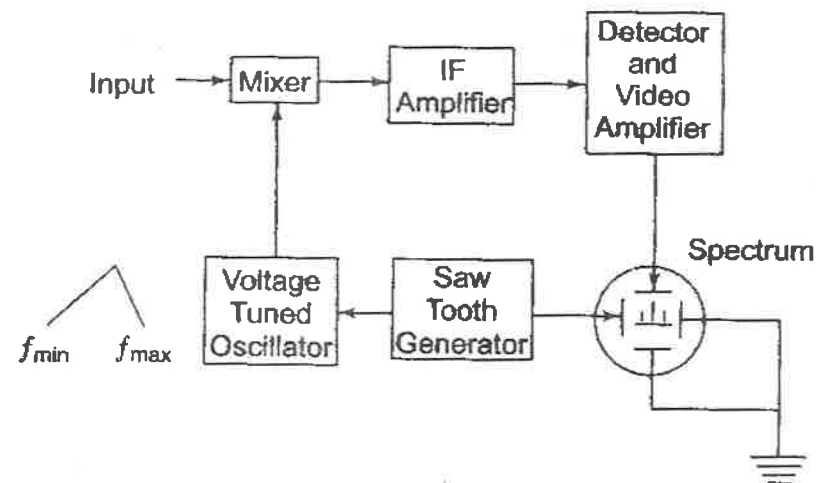 Input
Mixer
IF
Amplifier
Detector
and
Video
Amplifier
Spectrum
Voltage
Tuned
Oscillator
Saw
Tooth
Generator
fmin
fmax